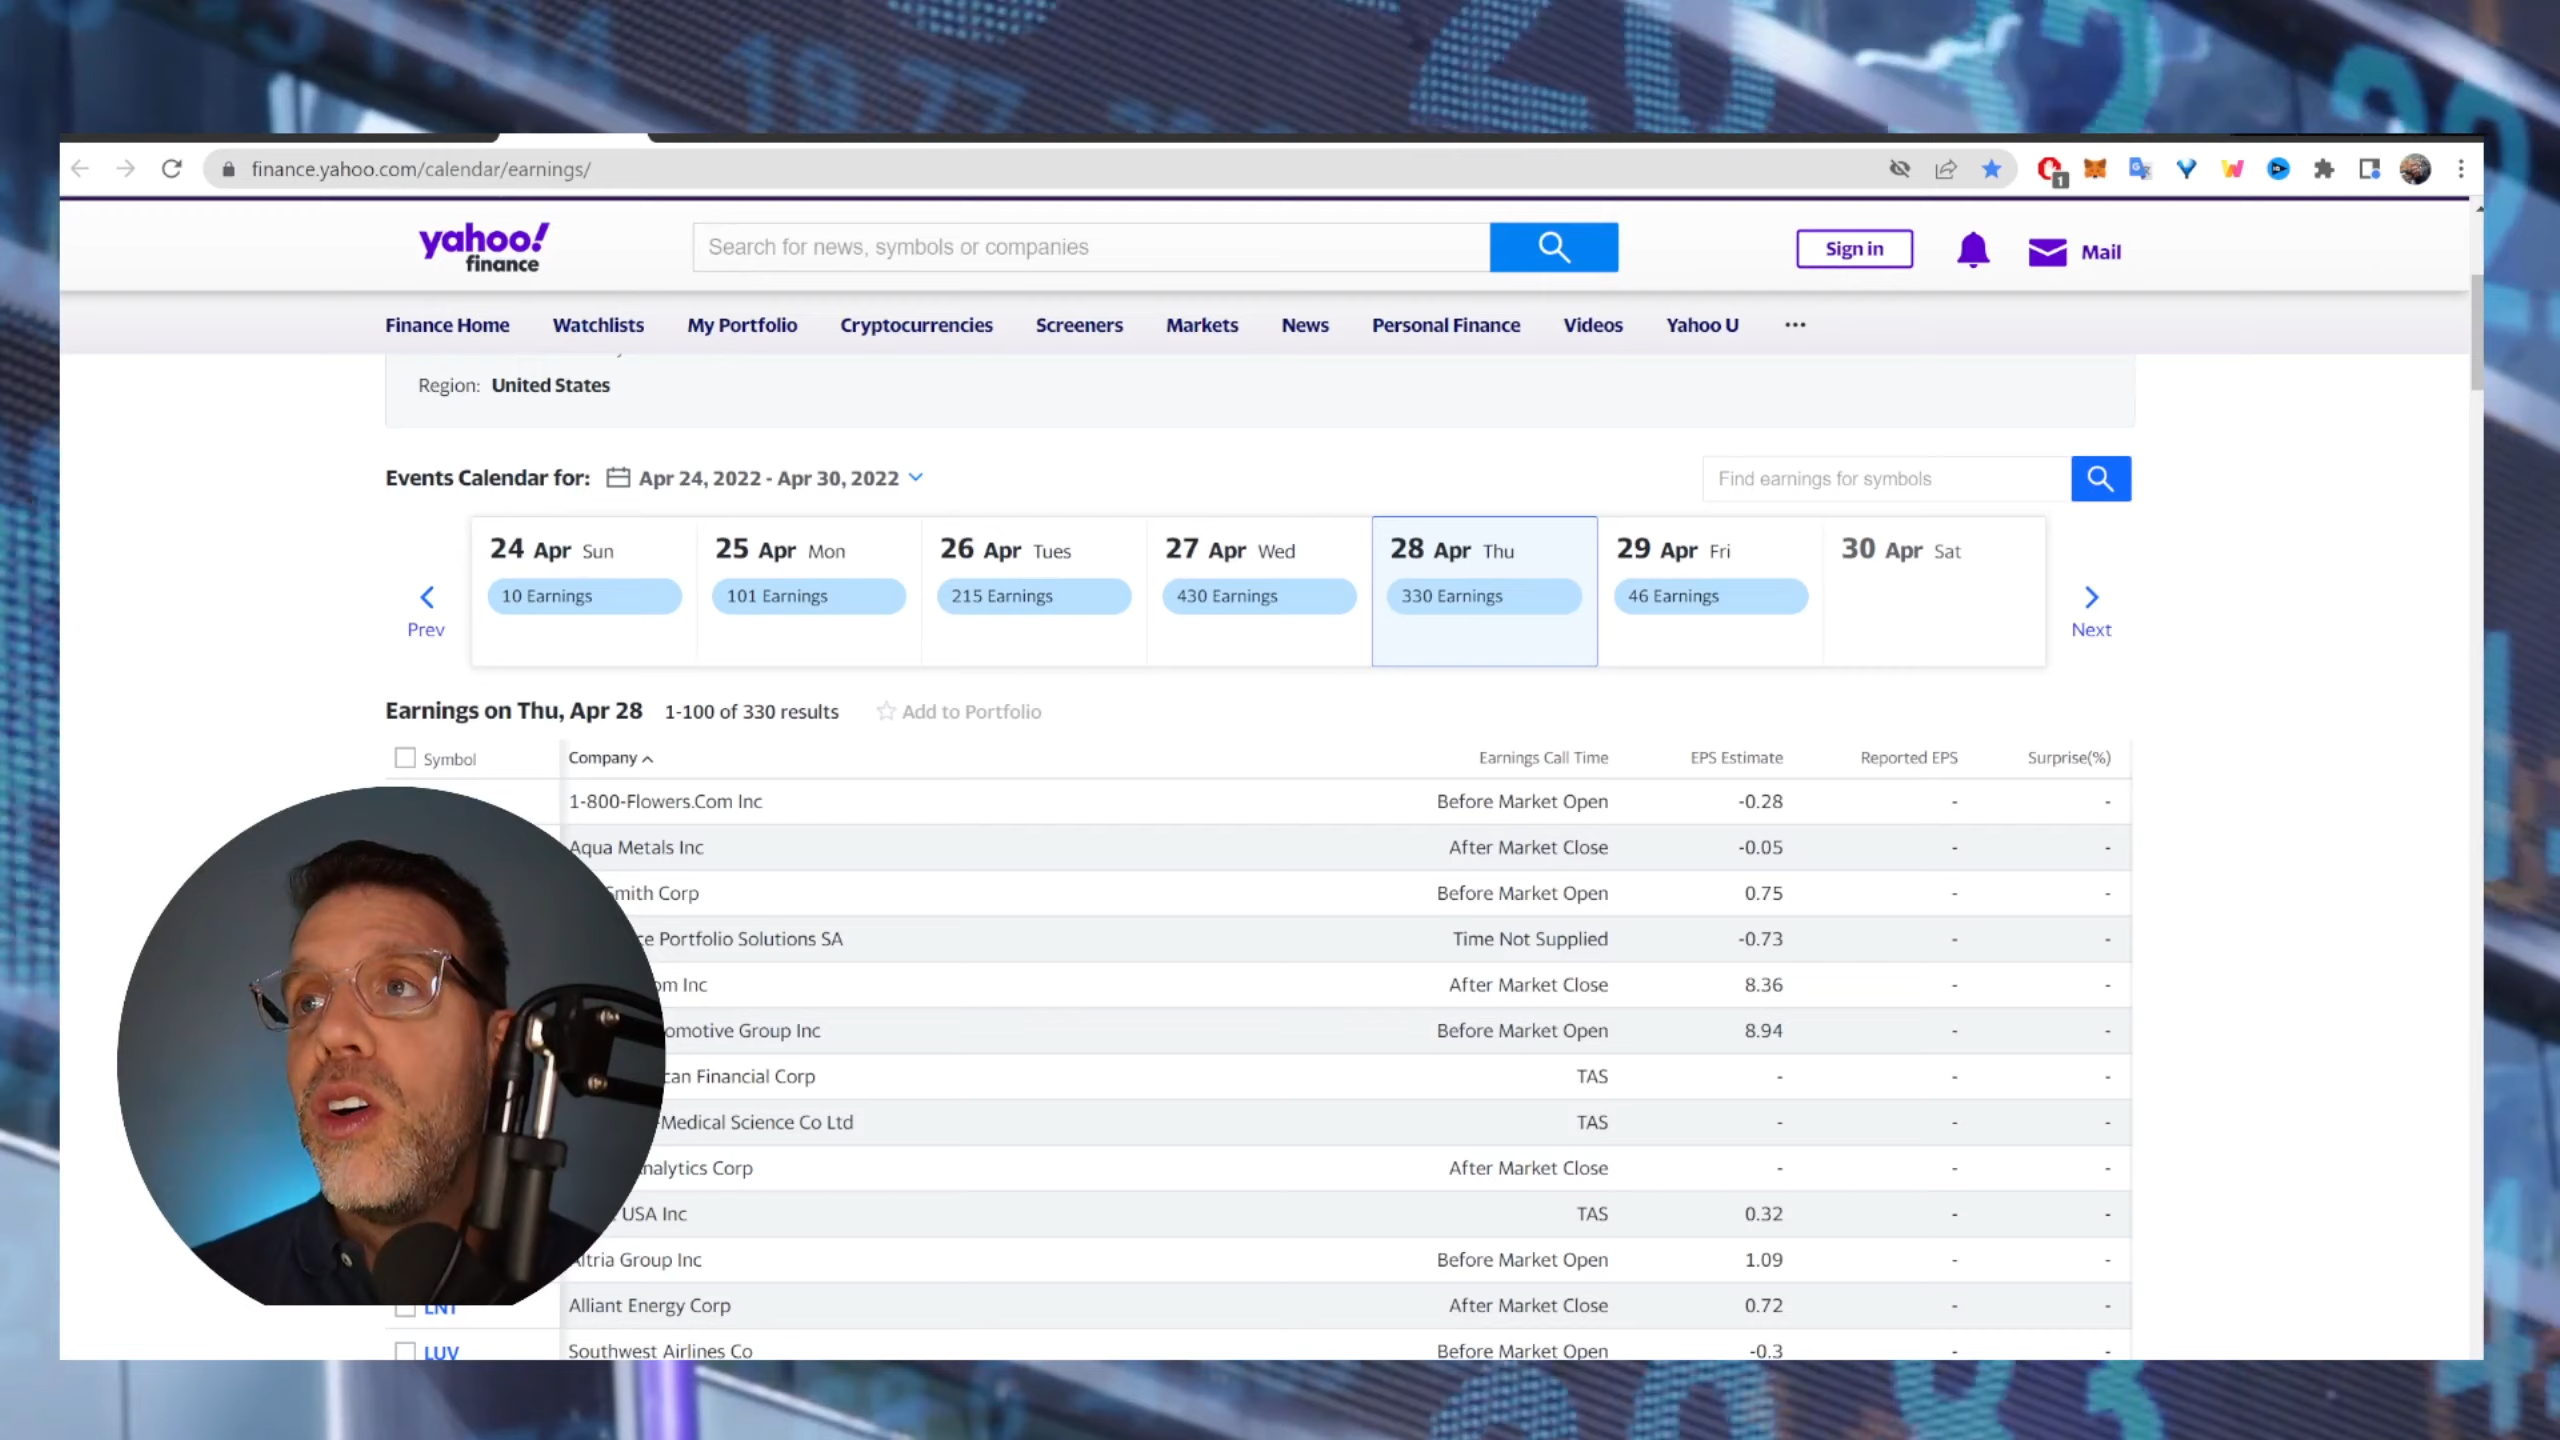 finance.yahoo.com/calendar/earnings/
1
yahoo!
finance
Search for news, symbols or companies
Sign in
Mail
Finance Home Watchlists My Portfolio Cryptocurrencies Screeners Markets News Personal Finance Videos Yahoo U ...
Region: United States
Events Calendar for: Apr 24, 2022 - Apr 30, 2022
Find earnings for symbols
24 Apr Sun 25 Apr Mon 26 Apr Tues 27 Apr Wed 28 Apr Thu 29 Apr Fri 30 Apr Sat
10 Earnings 101 Earnings 215 Earnings 430 Earnings 330 Earnings 46 Earnings
Prev Next
Earnings on Thu, Apr 28 1-100 of 330 results Add to Portfolio
Symbol Company Earnings Call Time EPS Estimate Reported EPS Surprise(%)
1-800-Flowers.Com Inc Before Market Open -0.28 - -
Aqua Metals Inc After Market Close -0.05 - -
Smith Corp Before Market Open 0.75 - -
ce Portfolio Solutions SA Time Not Supplied -0.73 - -
om Inc After Market Close 8.36 - -
omotive Group Inc Before Market Open 8.94 - -
can Financial Corp TAS - - -
-Medical Science Co Ltd TAS - - -
nalytics Corp After Market Close - - -
USA Inc TAS 0.32 - -
ltria Group Inc Before Market Open 1.09 - -
LNT Alliant Energy Corp After Market Close 0.72 - -
LUV Southwest Airlines Co Before Market Open -0.3 - -